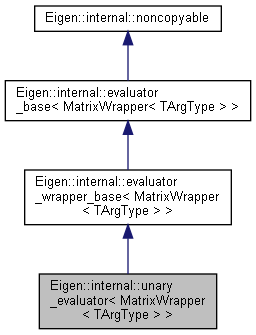 Eigen::internal::noncopyable
Eigen::internal::evaluator
_base< MatrixWrapper< TArgType > >
Eigen::internal::evaluator
_wrapper_base< MatrixWrapper
< TArgType > >
Eigen::internal::unary
_evaluator< MatrixWrapper
< TArgType > >